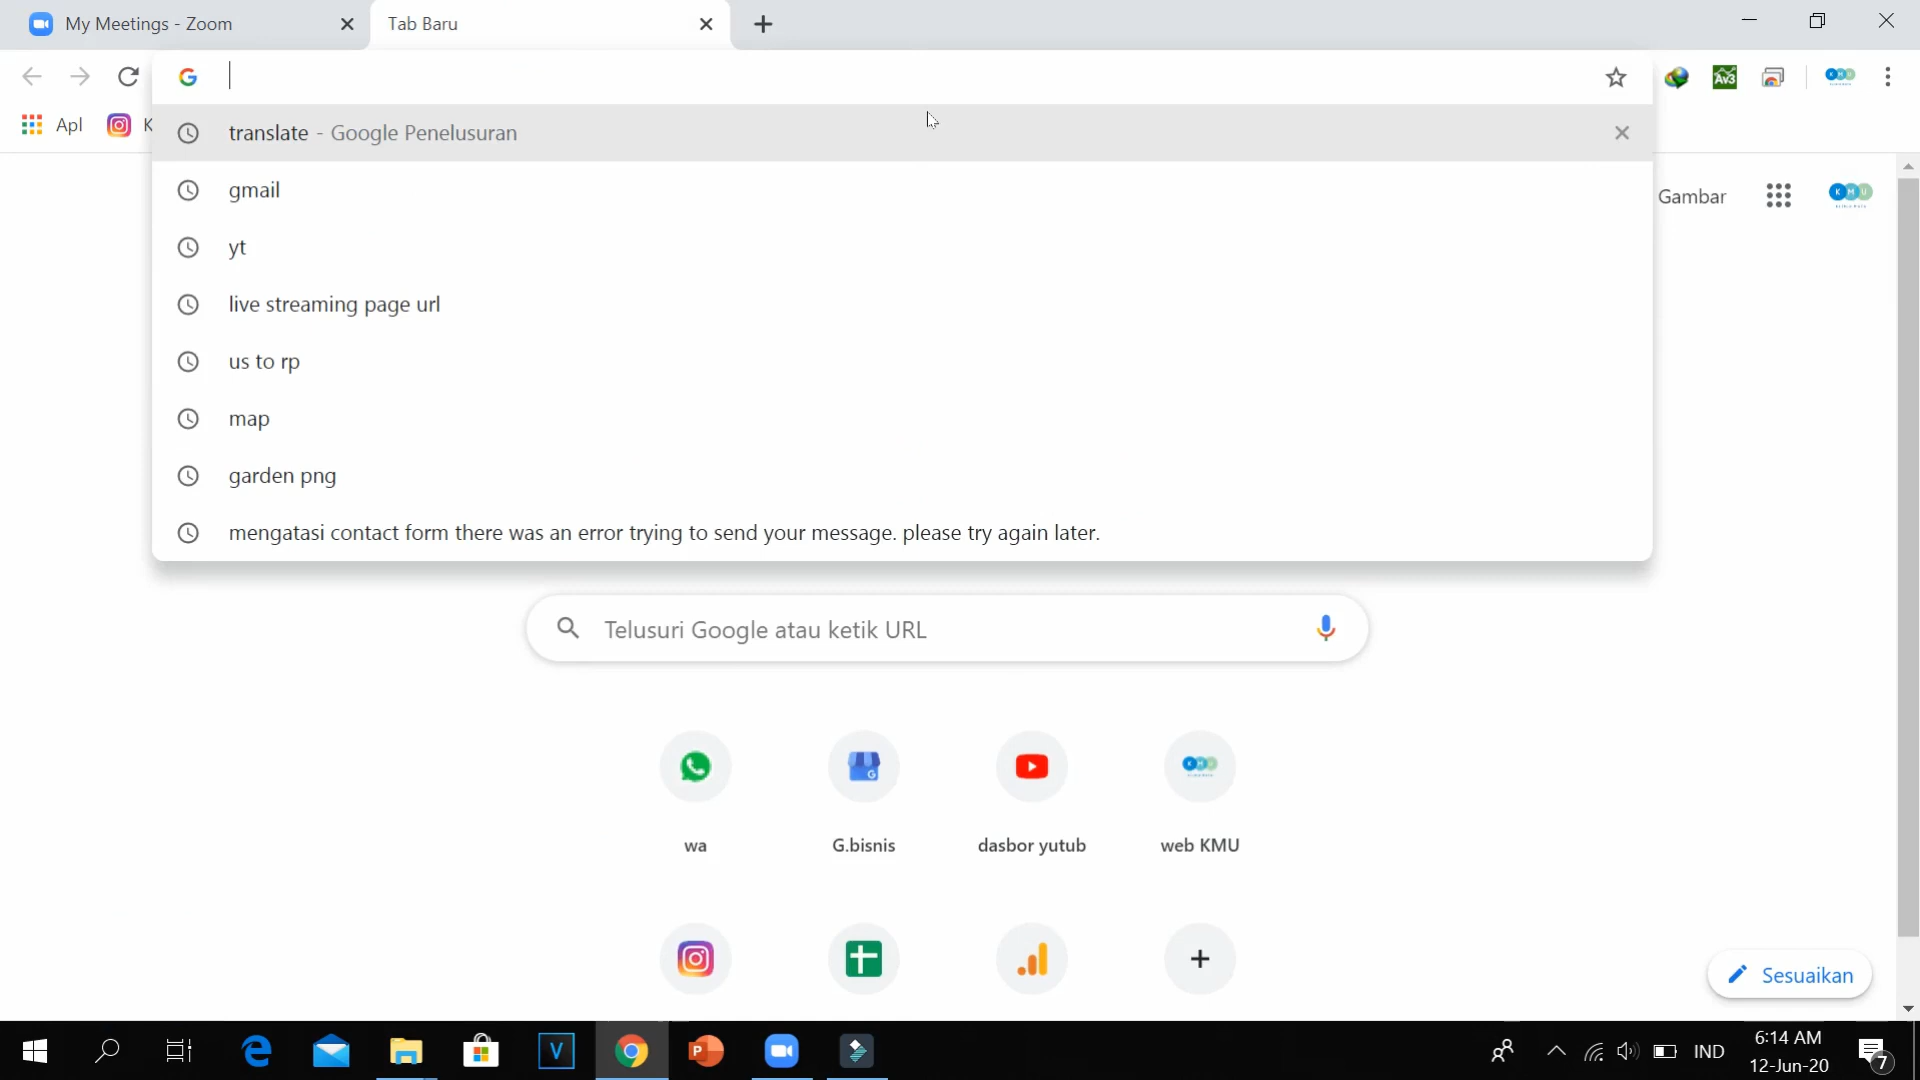 My Meetings - Zoom
Tab Baru
Apl
K
translate - Google Penelusuran
gmail
yt
live streaming page url
us to rp
map
garden png
mengatasi contact form there was an error trying to send your message. please try again later.
Gambar
KMU
Telusuri Google atau ketik URL
wa
G.bisnis
dasbor yutub
web KMU
Sesuaikan
IND
6:14 AM
12-Jun-20
7